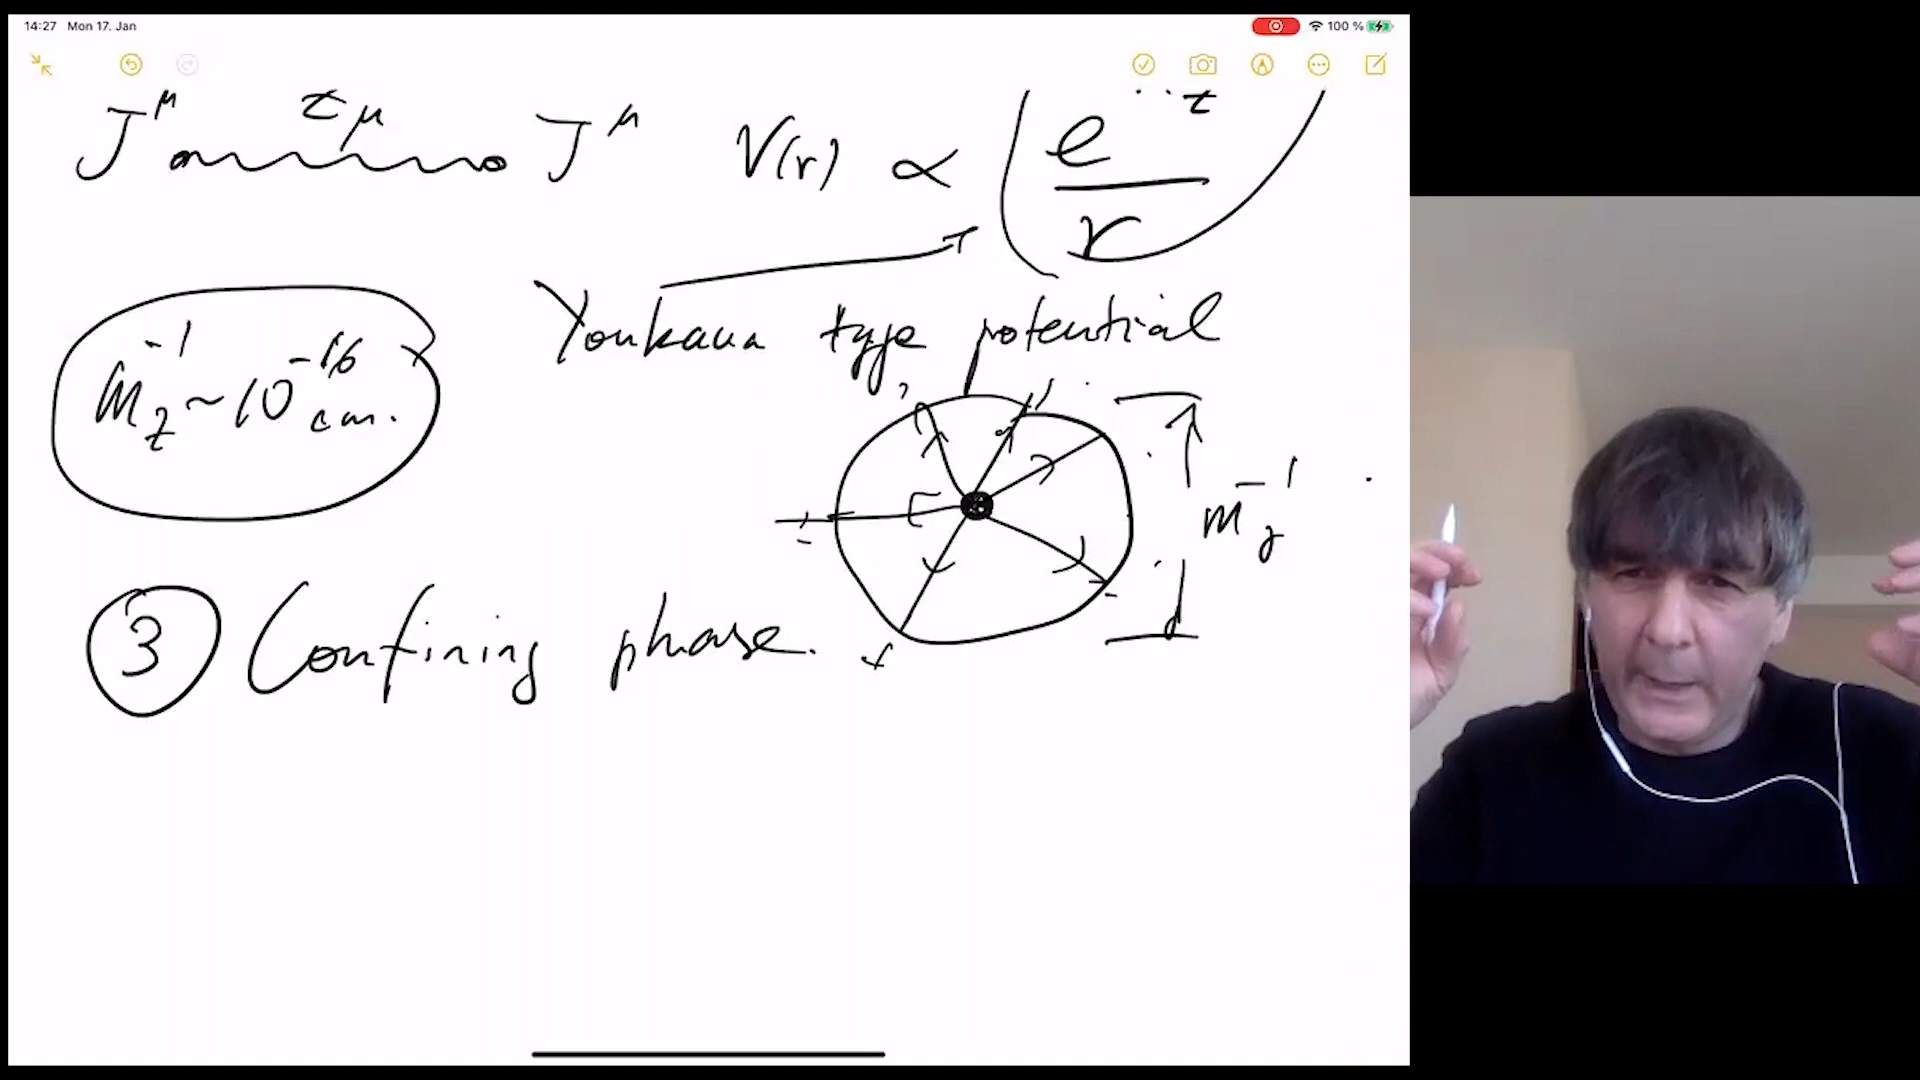 14:27 Mon 17. Jan 100 %
J^μ Z_μ J^μ V(r) ∝ e / r
Youkawa type potential
m_Z^{-1} ~ 10^{-16} cm.
m_Z^{-1}
3 Confining phase.